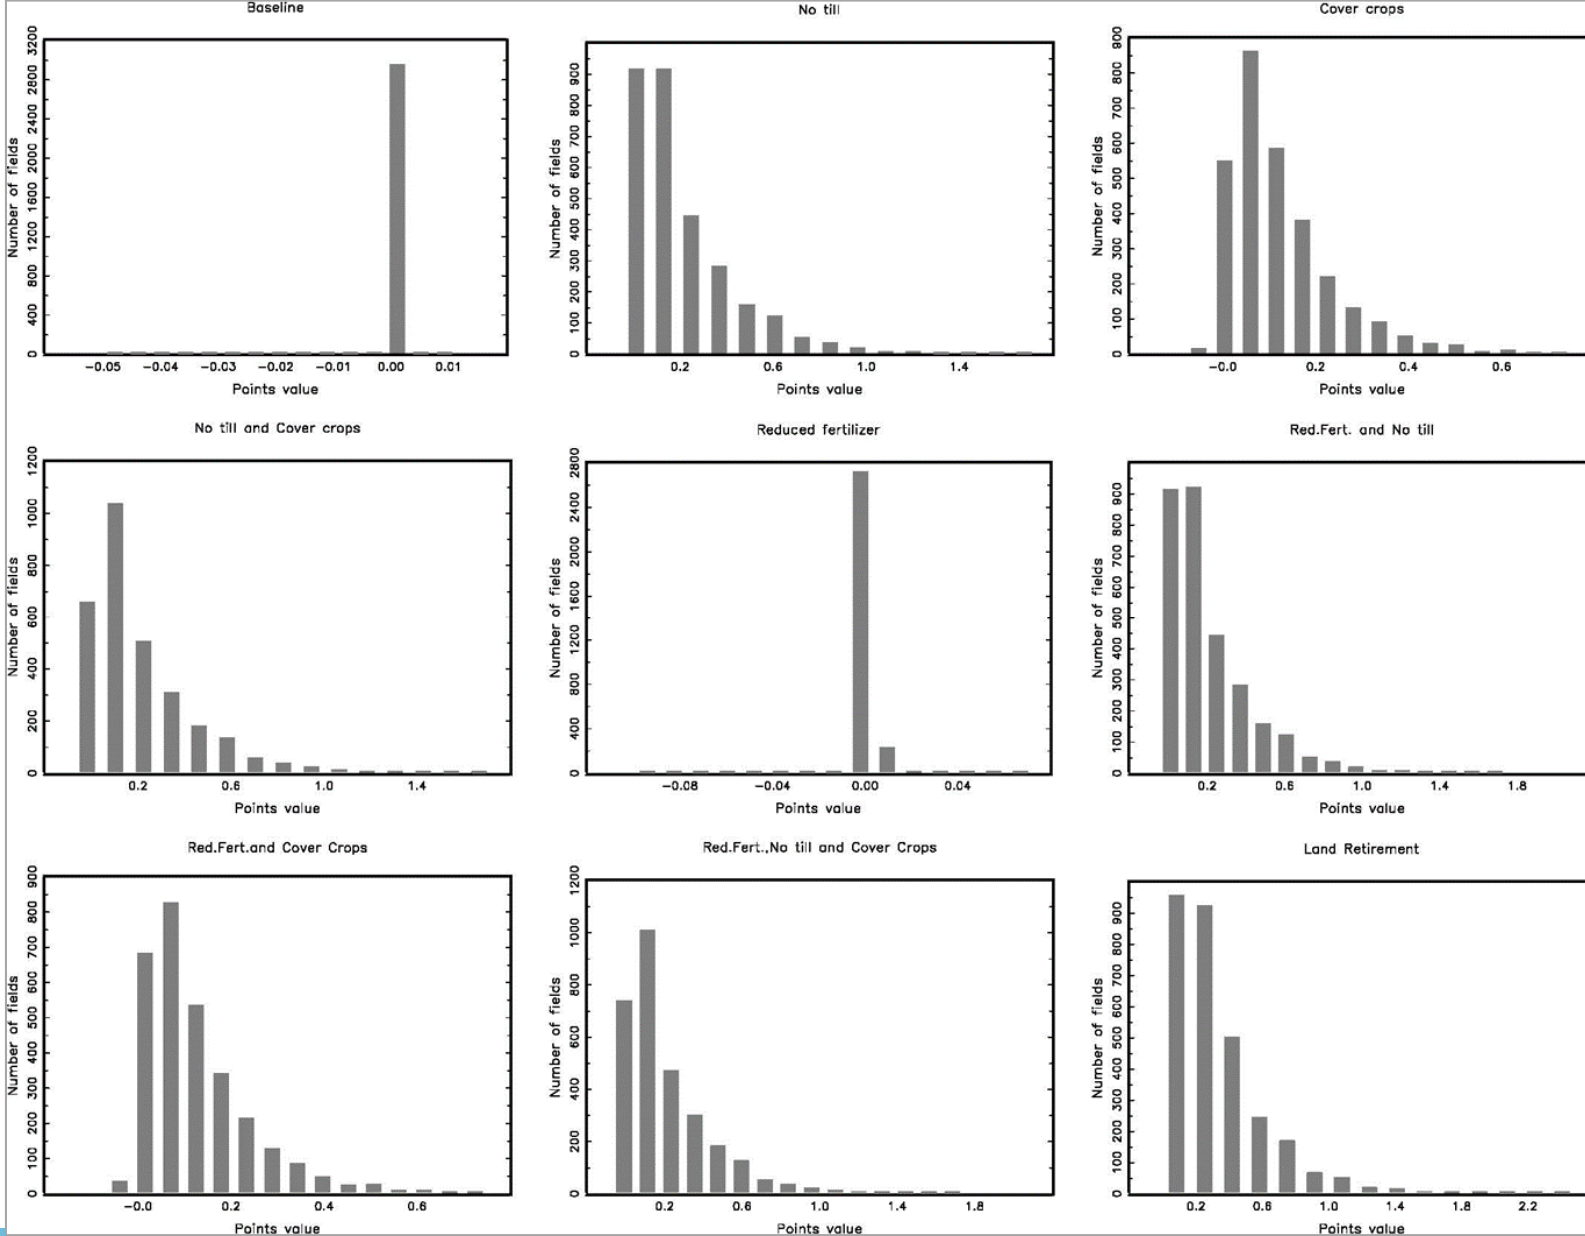 Baseline
Number of fields
3200
2800
2400
2000
1600
1200
800
400
0
-0.05 -0.04 -0.03 -0.02 -0.01 0.00 0.01
Points value
No till
Number of fields
900
800
700
600
500
400
300
200
100
0
0.2 0.6 1.0 1.4
Points value
Cover crops
Number of fields
900
800
700
600
500
400
300
200
100
0
-0.0 0.2 0.4 0.6
Points value
No till and Cover crops
Number of fields
1200
1000
800
600
400
200
0
0.2 0.6 1.0 1.4
Points value
Reduced fertilizer
Number of fields
2800
2400
2000
1600
1200
800
400
0
-0.08 -0.04 0.00 0.04
Points value
Red.Fert. and No till
Number of fields
900
800
700
600
500
400
300
200
100
0
0.2 0.6 1.0 1.4 1.8
Points value
Red.Fert.and Cover Crops
Number of fields
900
800
700
600
500
400
300
200
100
0
-0.0 0.2 0.4 0.6
Points value
Red.Fert.,No till and Cover Crops
Number of fields
1200
1000
800
600
400
200
0
0.2 0.6 1.0 1.4 1.8
Points value
Land Retirement
Number of fields
900
800
700
600
500
400
300
200
100
0
0.2 0.6 1.0 1.4 1.8 2.2
Points value